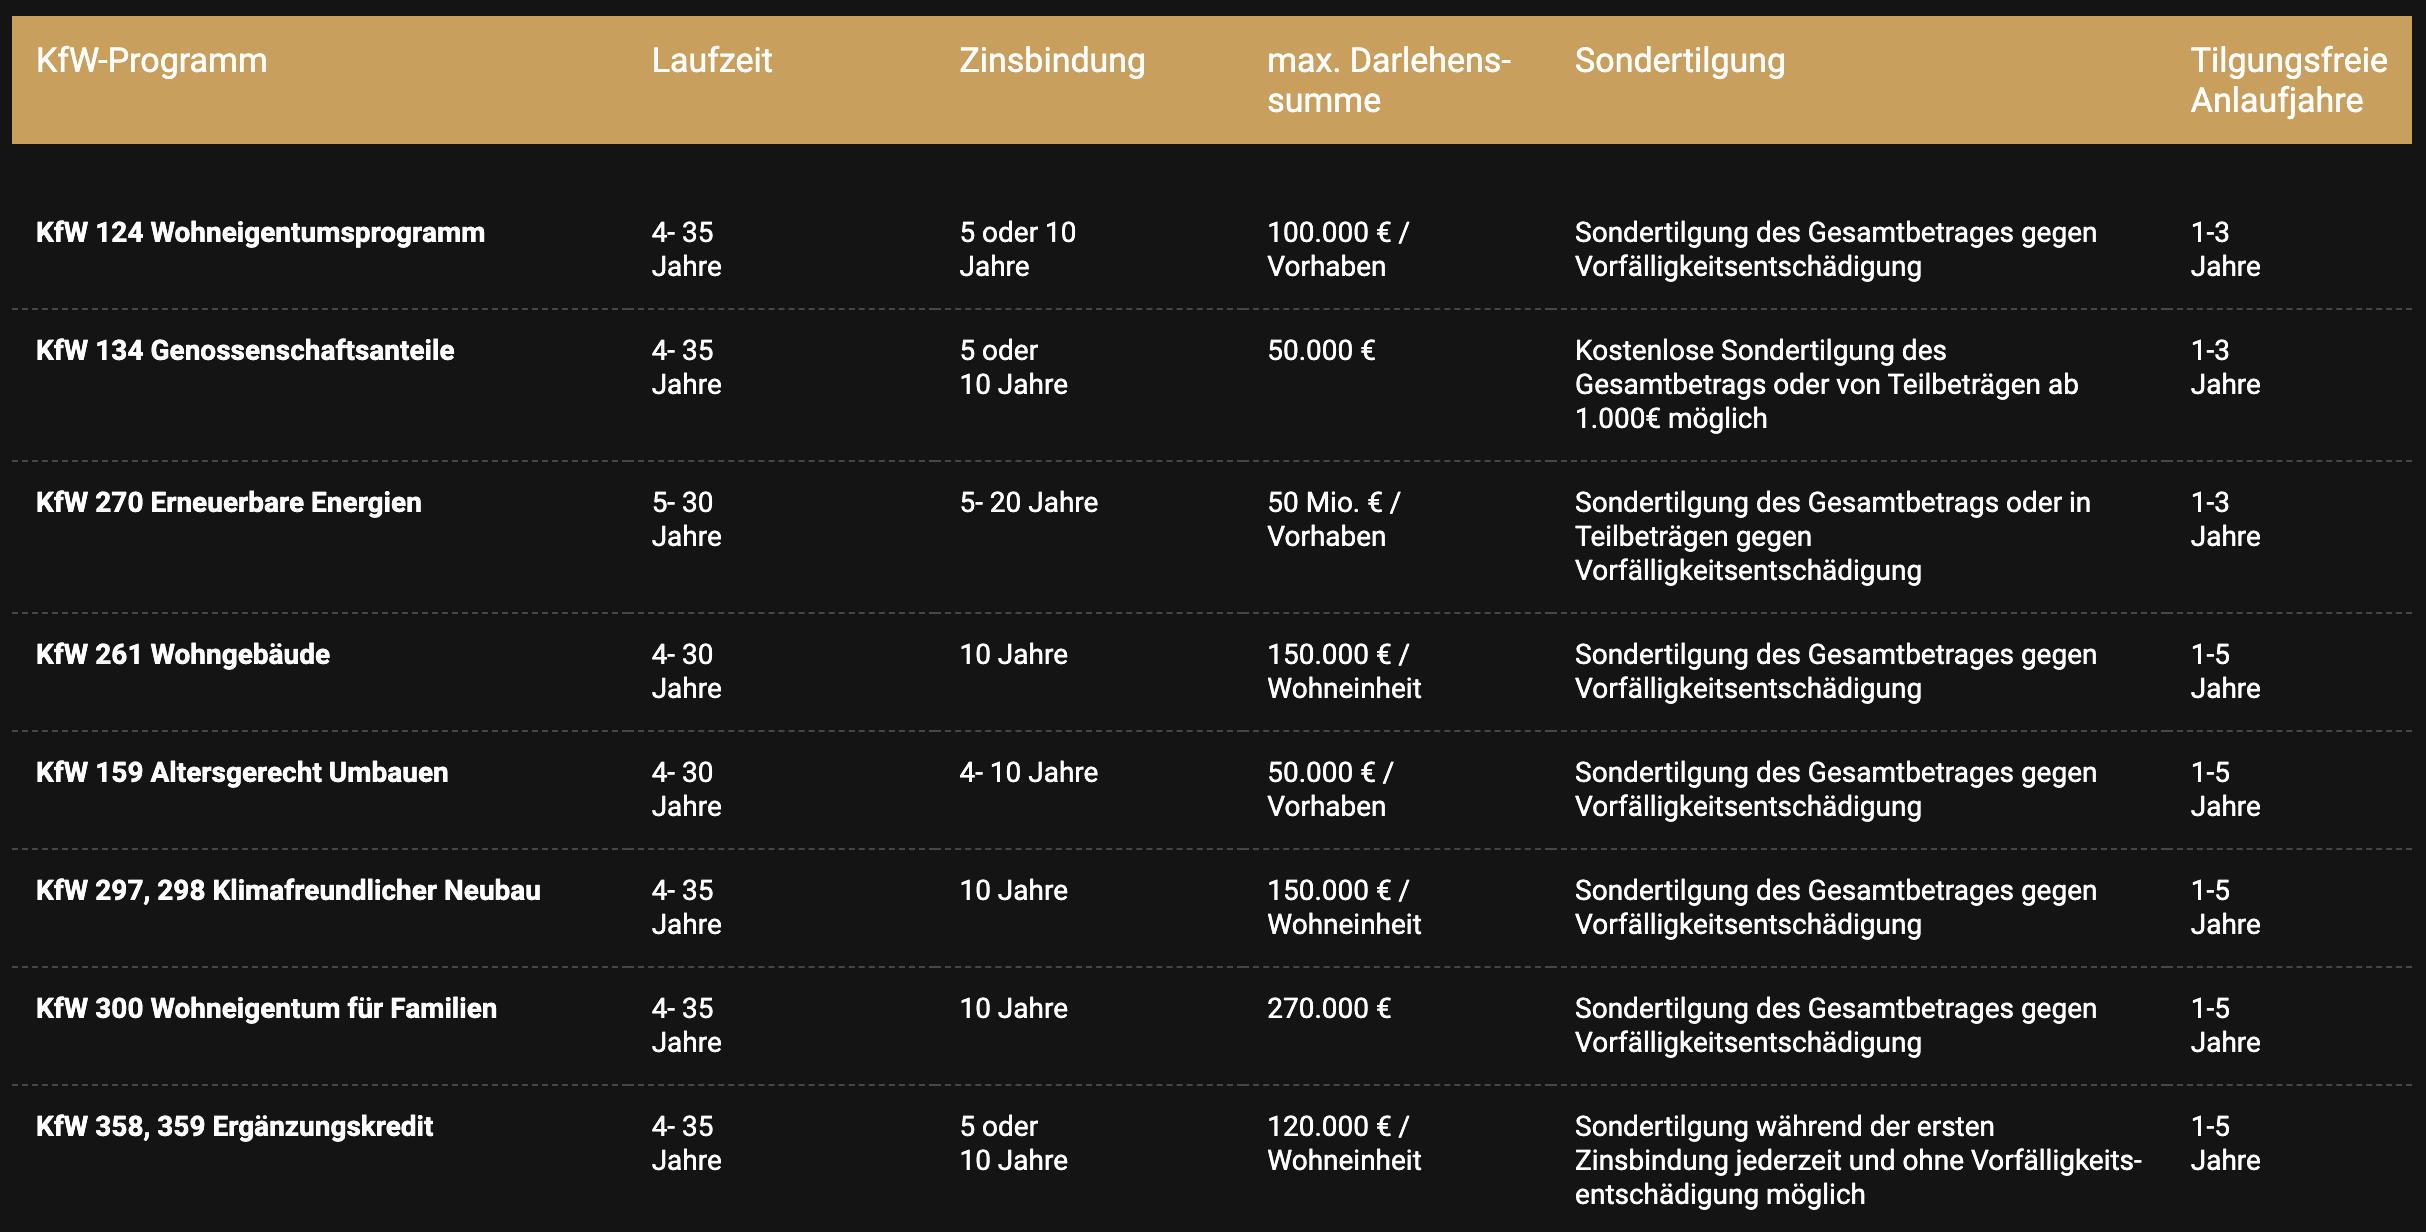 KfW-Programm
Laufzeit
Zinsbindung
max. Darlehens-
summe
Sondertilgung
Tilgungsfreie
Anlaufjahre
KfW 124 Wohneigentumsprogramm
4- 35
Jahre
5 oder 10
Jahre
100.000 € /
Vorhaben
Sondertilgung des Gesamtbetrages gegen
Vorfälligkeitsentschädigung
1-3
Jahre
KfW 134 Genossenschaftsanteile
4- 35
Jahre
5 oder
10 Jahre
50.000 €
Kostenlose Sondertilgung des
Gesamtbetrags oder von Teilbeträgen ab
1.000€ möglich
1-3
Jahre
KfW 270 Erneuerbare Energien
5- 30
Jahre
5- 20 Jahre
50 Mio. € /
Vorhaben
Sondertilgung des Gesamtbetrags oder in
Teilbeträgen gegen
Vorfälligkeitsentschädigung
1-3
Jahre
KfW 261 Wohngebäude
4- 30
Jahre
10 Jahre
150.000 € /
Wohneinheit
Sondertilgung des Gesamtbetrages gegen
Vorfälligkeitsentschädigung
1-5
Jahre
KfW 159 Altersgerecht Umbauen
4- 30
Jahre
4- 10 Jahre
50.000 € /
Vorhaben
Sondertilgung des Gesamtbetrages gegen
Vorfälligkeitsentschädigung
1-5
Jahre
KfW 297, 298 Klimafreundlicher Neubau
4- 35
Jahre
10 Jahre
150.000 € /
Wohneinheit
Sondertilgung des Gesamtbetrages gegen
Vorfälligkeitsentschädigung
1-5
Jahre
KfW 300 Wohneigentum für Familien
4- 35
Jahre
10 Jahre
270.000 €
Sondertilgung des Gesamtbetrages gegen
Vorfälligkeitsentschädigung
1-5
Jahre
KfW 358, 359 Ergänzungskredit
4- 35
Jahre
5 oder
10 Jahre
120.000 € /
Wohneinheit
Sondertilgung während der ersten
Zinsbindung jederzeit und ohne Vorfälligkeits-
entschädigung möglich
1-5
Jahre